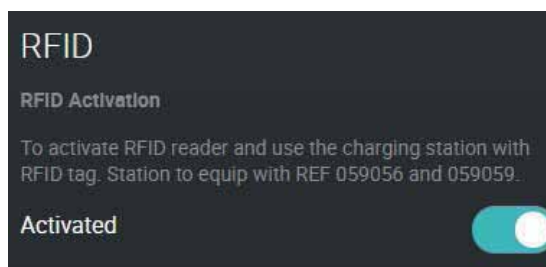 RFID
RFID Activation
To activate RFID reader and use the charging station with
RFID tag. Station to equip with REF 059056 and 059059.
Activated